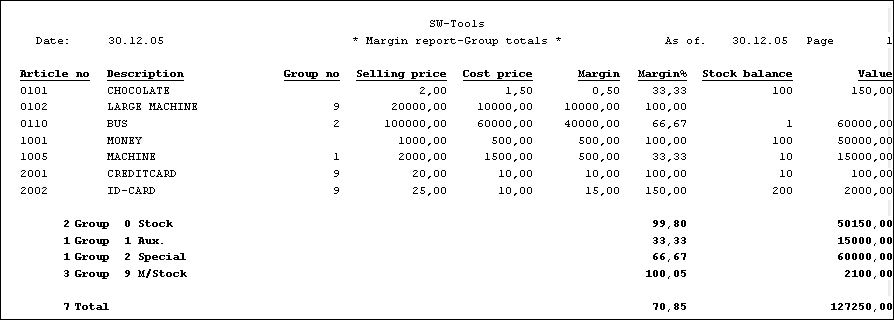 SW-Tools
Date: 30.12.05 * Margin report-Group totals * As of. 30.12.05 Page 1
Article no Description Group no Selling price Cost price Margin Margin% Stock balance Value
0101 CHOCOLATE 2,00 1,50 0,50 33,33 100 150,00
0102 LARGE MACHINE 9 20000,00 10000,00 10000,00 100,00
0110 BUS 2 100000,00 60000,00 40000,00 66,67 1 60000,00
1001 MONEY 1000,00 500,00 500,00 100,00 100 50000,00
1005 MACHINE 1 2000,00 1500,00 500,00 33,33 10 15000,00
2001 CREDITCARD 9 20,00 10,00 10,00 100,00 10 100,00
2002 ID-CARD 9 25,00 10,00 15,00 150,00 200 2000,00
2 Group 0 Stock 99,80 50150,00
1 Group 1 Aux. 33,33 15000,00
1 Group 2 Special 66,67 60000,00
3 Group 9 M/Stock 100,05 2100,00
7 Total 70,85 127250,00